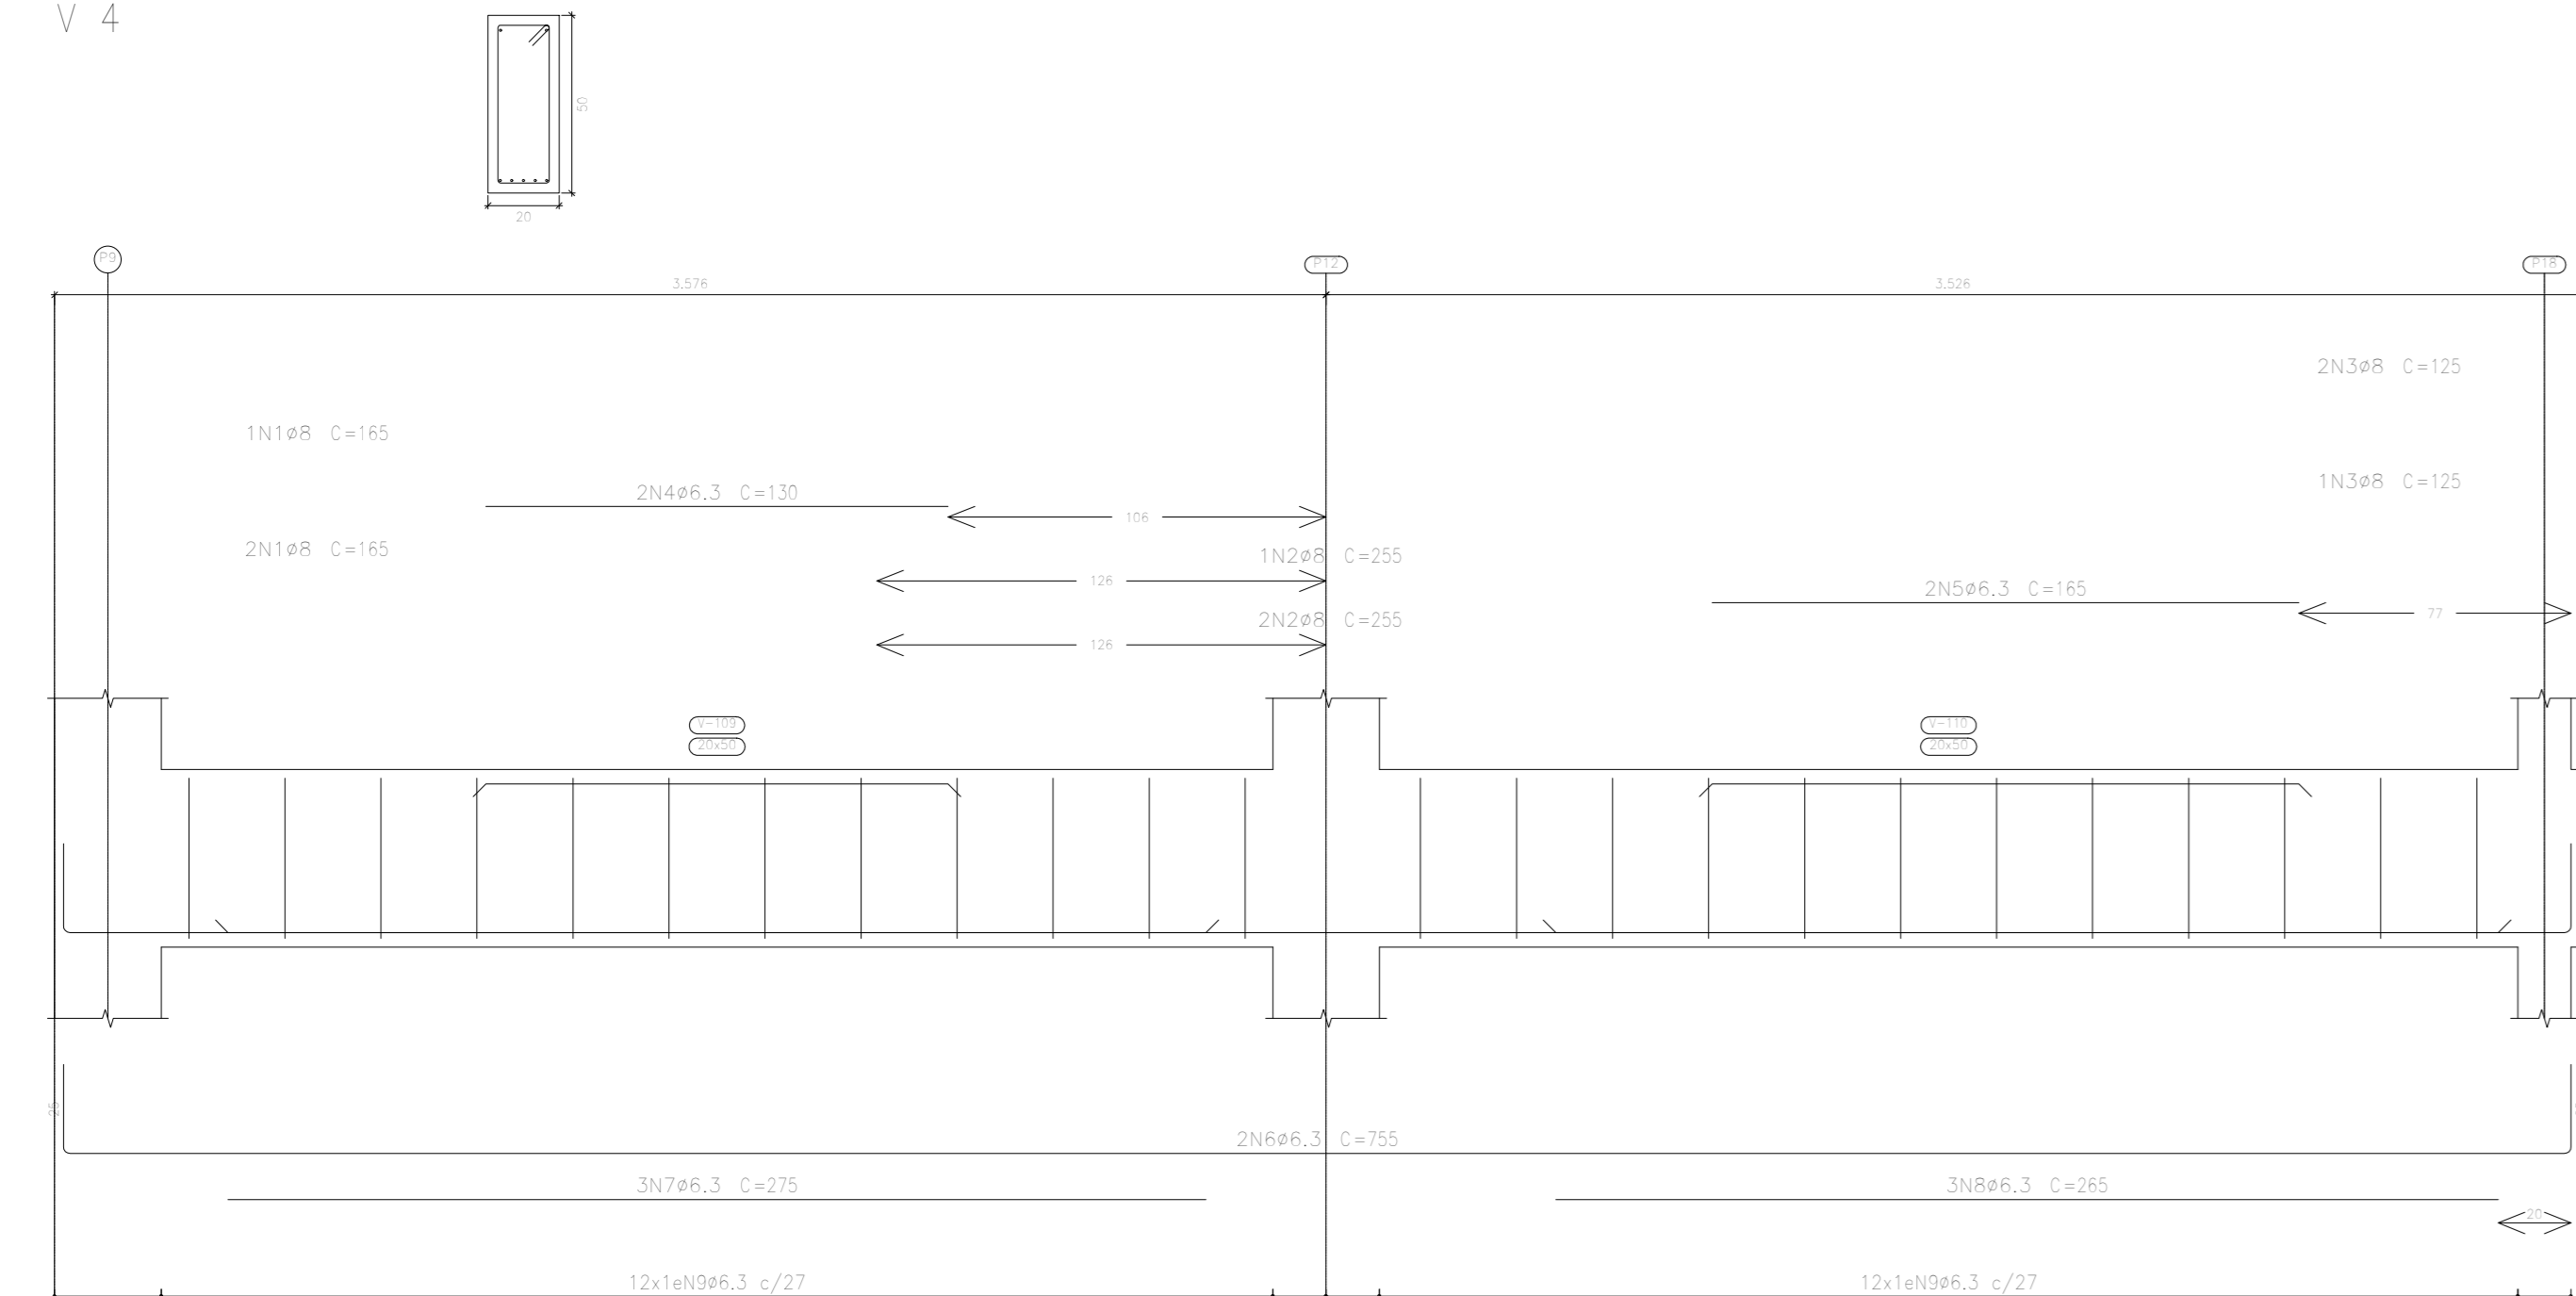 V 4
50
20
P9
P12
P18
3.576
3.526
2N3ø8 C=125
1N1ø8 C=165
1N3ø8 C=125
2N4ø6.3 C=130
106
2N1ø8 C=165
1N2ø8 C=255
126
2N5ø6.3 C=165
77
2N2ø8 C=255
126
V-109
V-110
20x50
20x50
2N6ø6.3 C=755
3N7ø6.3 C=275
3N8ø6.3 C=265
20
12x1eN9ø6.3 c/27
12x1eN9ø6.3 c/27